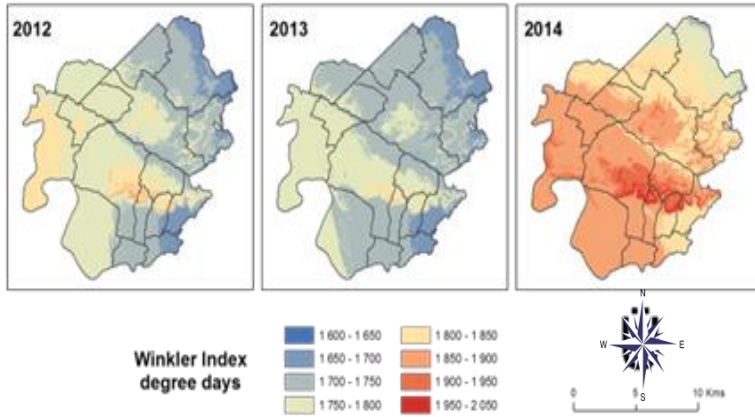 2012
2013
2014
Winkler Index
degree days
1 600 - 1 650
1 650 - 1 700
1 700 - 1 750
1 750 - 1 800
1 800 - 1 850
1 850 - 1 900
1 900 - 1 950
1 950 - 2 050
N
W E
S
0 5 10 Kms